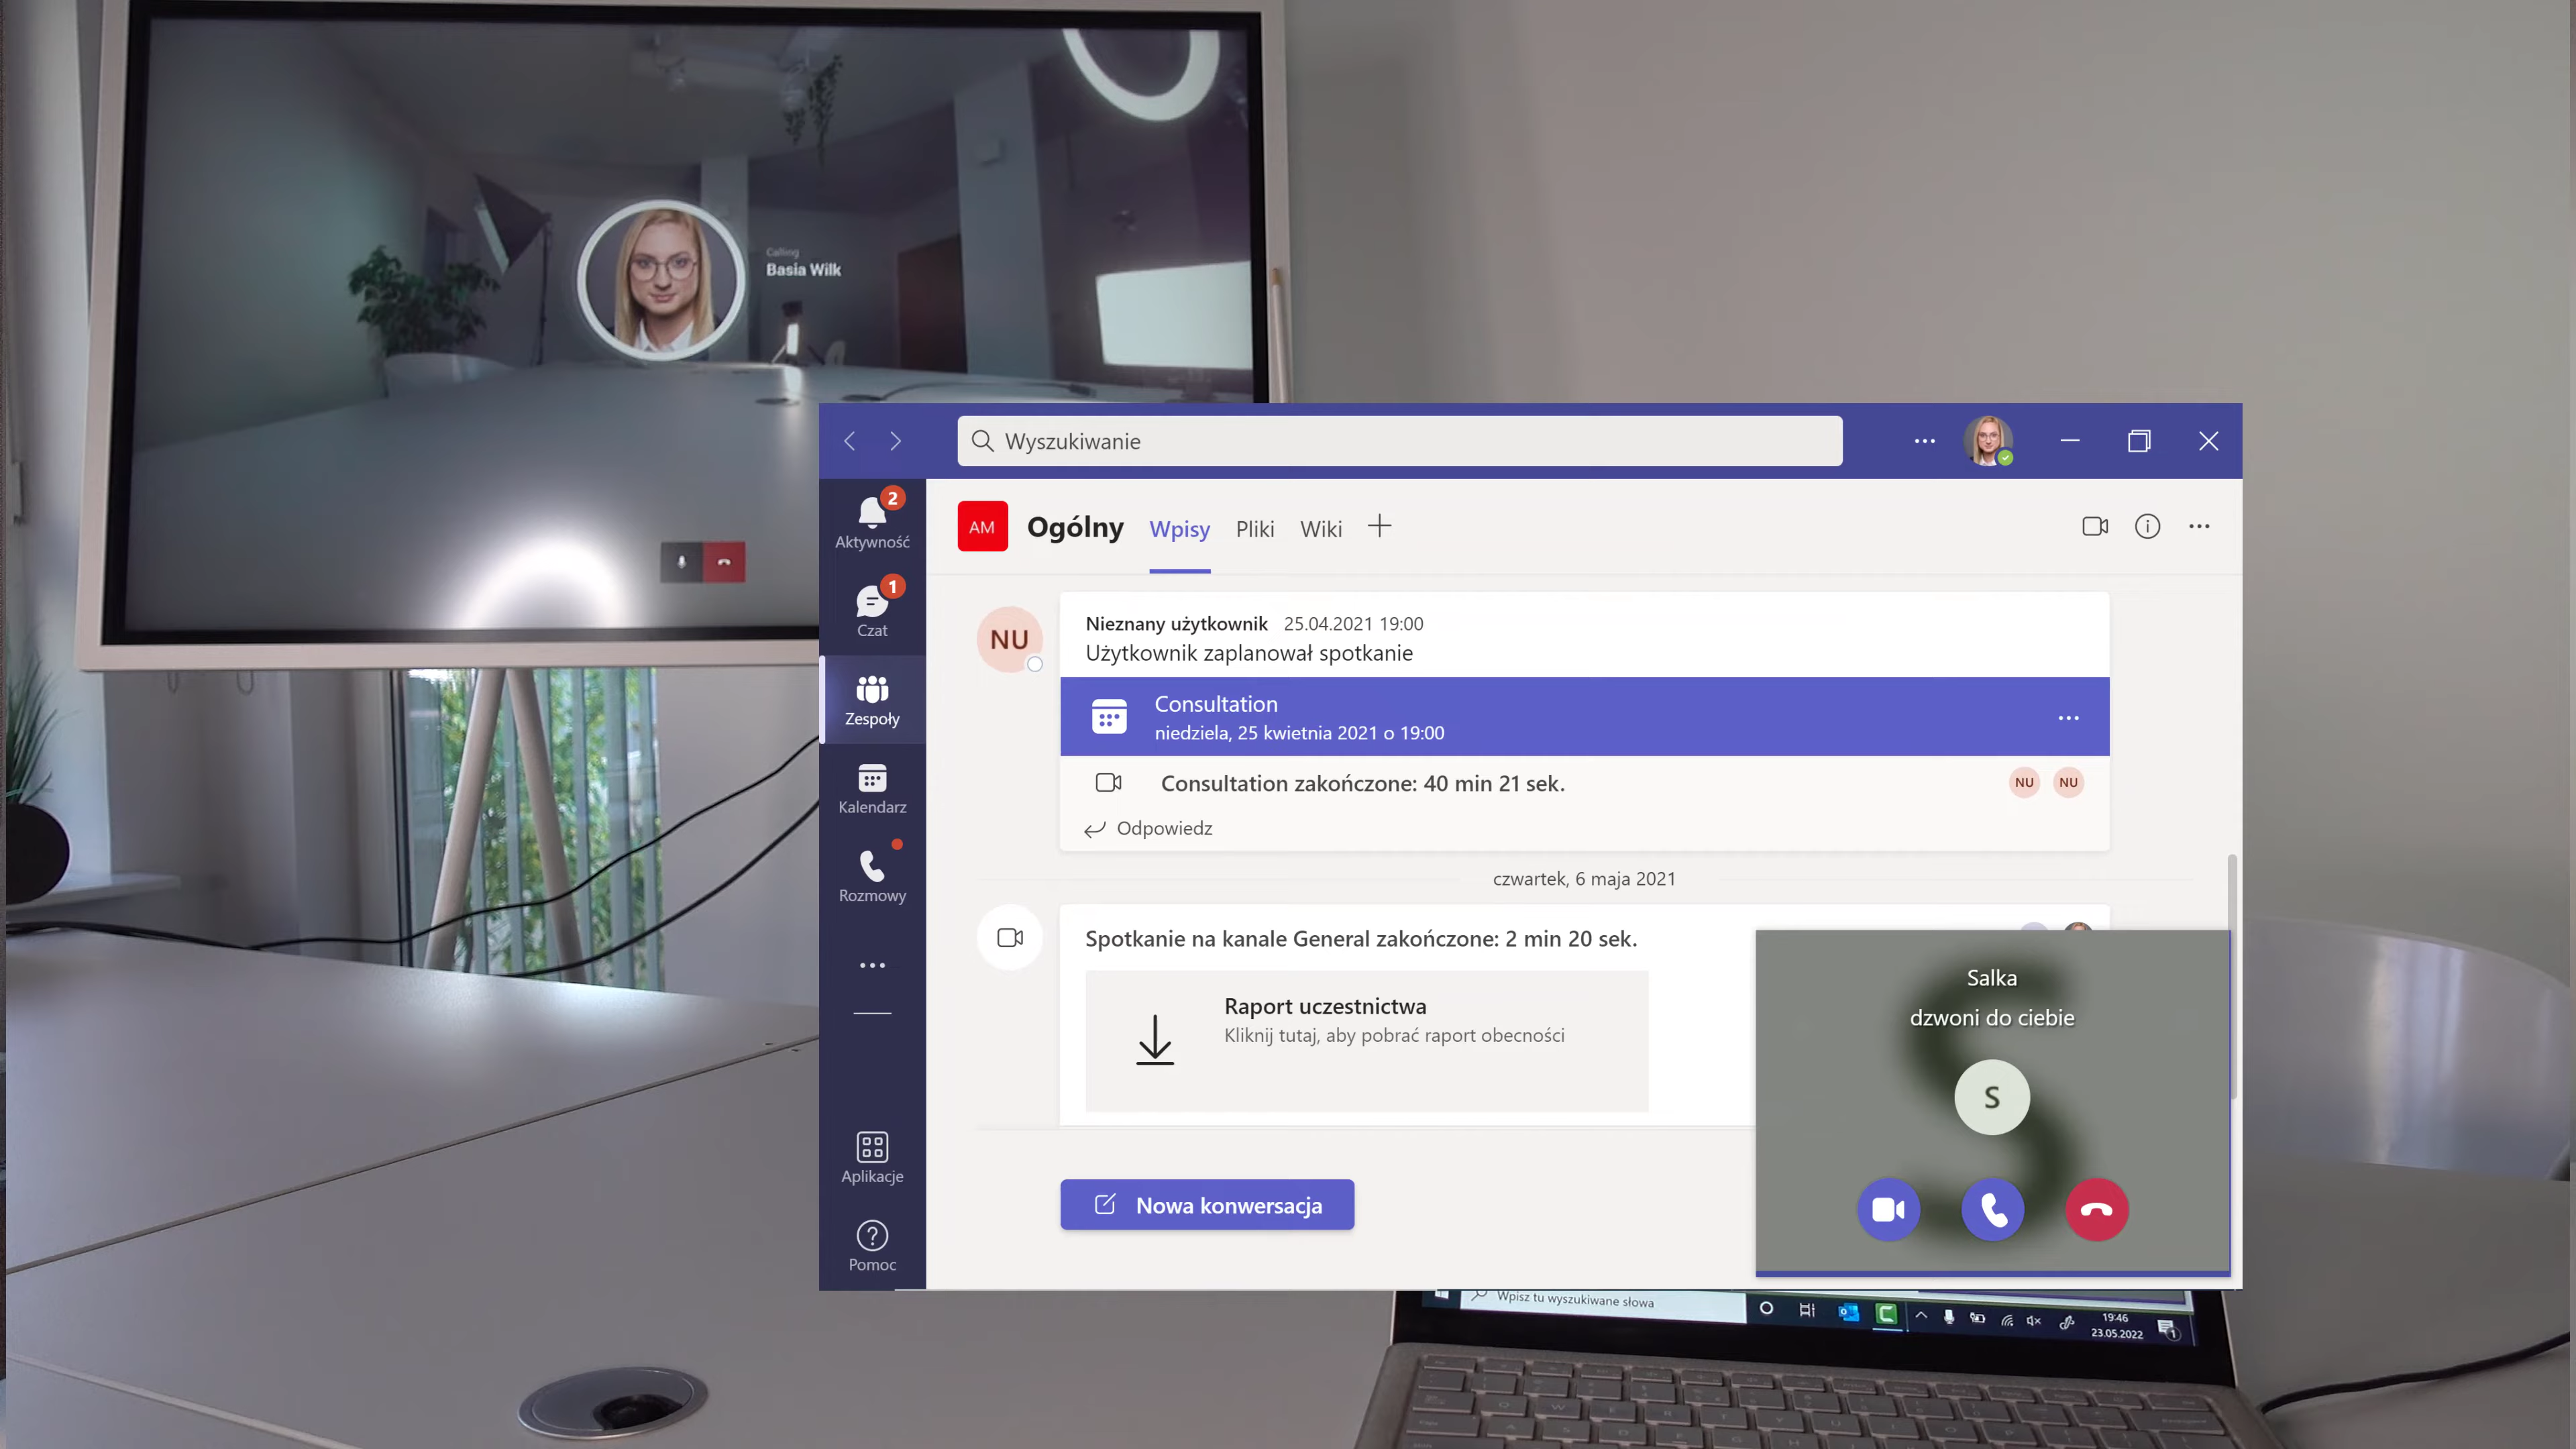 Calling
Basia Wilk
Wyszukiwanie
2
Aktywność
1
Czat
Zespoły
Kalendarz
Rozmowy
Aplikacje
Pomoc
AM
Ogólny
Wpisy
Pliki
Wiki
NU
Nieznany użytkownik 25.04.2021 19:00
Użytkownik zaplanował spotkanie
Consultation
niedziela, 25 kwietnia 2021 o 19:00
Consultation zakończone: 40 min 21 sek.
NU NU
Odpowiedz
czwartek, 6 maja 2021
Spotkanie na kanale General zakończone: 2 min 20 sek.
Raport uczestnictwa
Kliknij tutaj, aby pobrać raport obecności
Nowa konwersacja
Salka
dzwoni do ciebie
S
Wpisz tu wyszukiwane słowa
19:46
23.05.2022
1